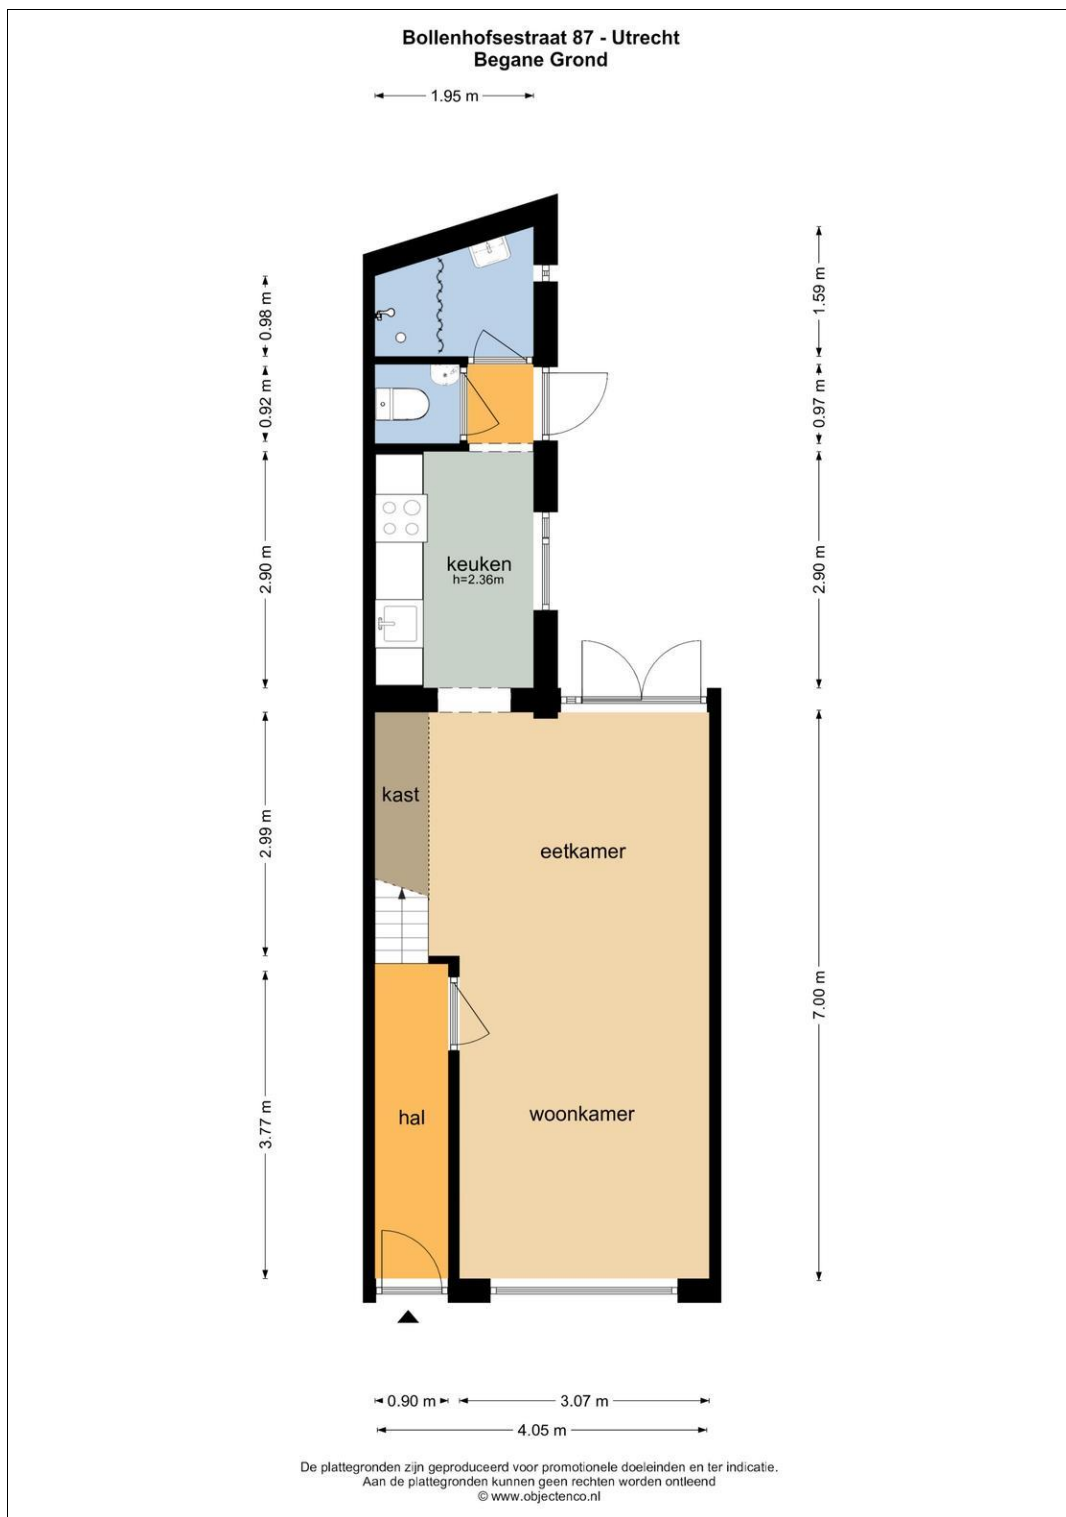 Bollenhofsestraat 87 - Utrecht
Begane Grond
1.95 m
1.59 m
0.98 m
0.97 m
0.92 m
2.90 m
2.90 m
keuken
h=2.36m
kast
2.99 m
eetkamer
7.00 m
3.77 m
hal
woonkamer
0.90 m
3.07 m
4.05 m
De plattegronden zijn geproduceerd voor promotionele doeleinden en ter indicatie.
Aan de plattegronden kunnen geen rechten worden ontleend
© www.objectenco.nl